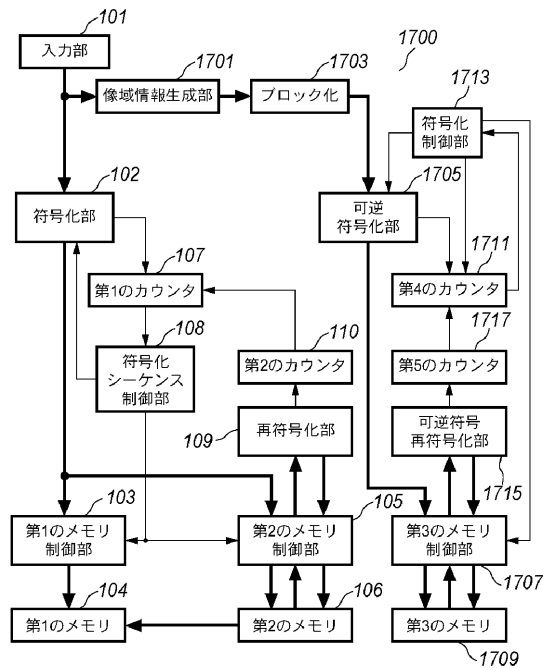 101
入力部
1700
1701
像域情報生成部
1703
ブロック化
1713
符号化
制御部
102
符号化部
1705
可逆
符号化部
107
第1のカウンタ
1711
第4のカウンタ
108
符号化
シーケンス
制御部
110
第2のカウンタ
1717
第5のカウンタ
109
再符号化部
可逆符号
再符号化部
1715
103
第1のメモリ
制御部
105
第2のメモリ
制御部
第3のメモリ
制御部
1707
104
第1のメモリ
106
第2のメモリ
第3のメモリ
1709